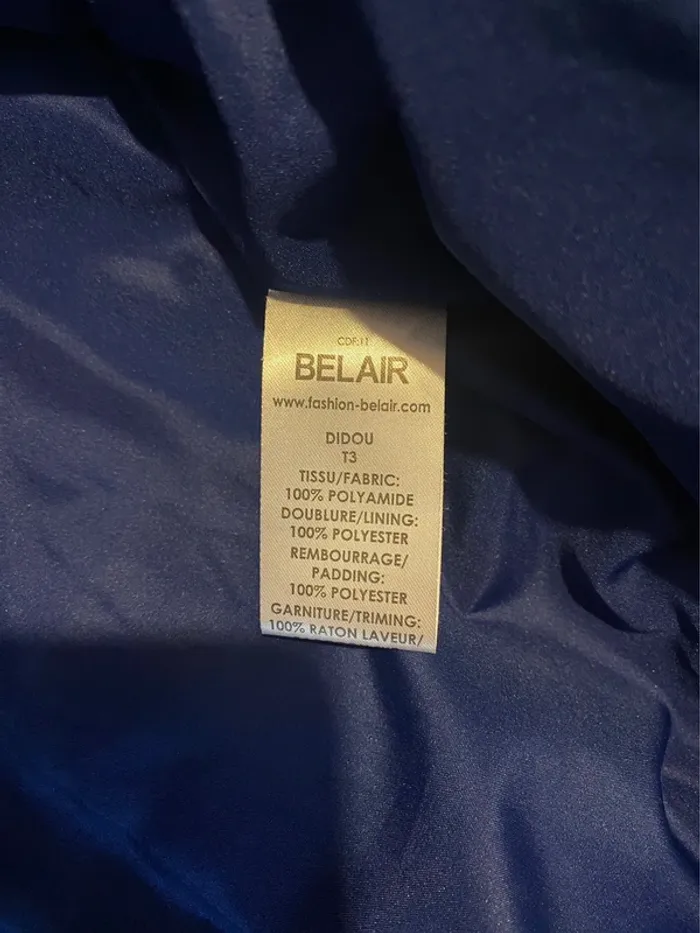 CDF:11
BELAIR
www.fashion-belair.com
DIDOU
T3
TISSU/FABRIC:
100% POLYAMIDE
DOUBLURE/LINING:
100% POLYESTER
REMBOURRAGE/
PADDING:
100% POLYESTER
GARNITURE/TRIMING:
100% RATON LAVEUR/